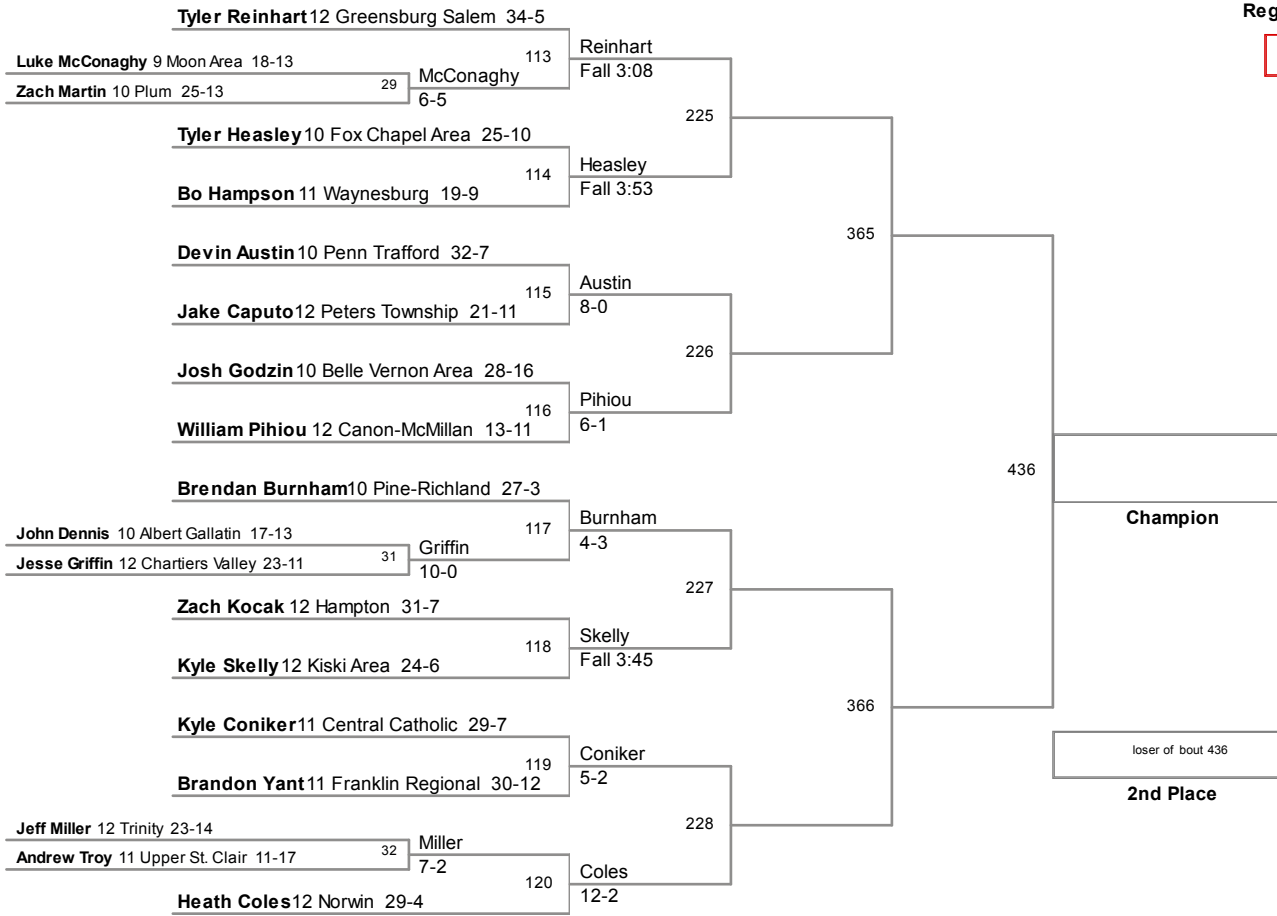 Tyler Reinhart 12 Greensburg Salem 34-5
Reg
113
Reinhart
Fall 3:08
Luke McConaghy 9 Moon Area 18-13
29
McConaghy
Zach Martin 10 Plum 25-13
6-5
225
Tyler Heasley 10 Fox Chapel Area 25-10
114
Heasley
Fall 3:53
Bo Hampson 11 Waynesburg 19-9
365
Devin Austin 10 Penn Trafford 32-7
115
Austin
8-0
Jake Caputo 12 Peters Township 21-11
226
Josh Godzin 10 Belle Vernon Area 28-16
116
Pihiou
6-1
William Pihiou 12 Canon-McMillan 13-11
436
Champion
Brendan Burnham 10 Pine-Richland 27-3
117
Burnham
4-3
John Dennis 10 Albert Gallatin 17-13
31
Griffin
Jesse Griffin 12 Chartiers Valley 23-11
10-0
227
Zach Kocak 12 Hampton 31-7
118
Skelly
Fall 3:45
Kyle Skelly 12 Kiski Area 24-6
366
Kyle Coniker 11 Central Catholic 29-7
119
Coniker
5-2
Brandon Yant 11 Franklin Regional 30-12
loser of bout 436
2nd Place
228
Jeff Miller 12 Trinity 23-14
32
Miller
Andrew Troy 11 Upper St. Clair 11-17
7-2
120
Coles
12-2
Heath Coles 12 Norwin 29-4